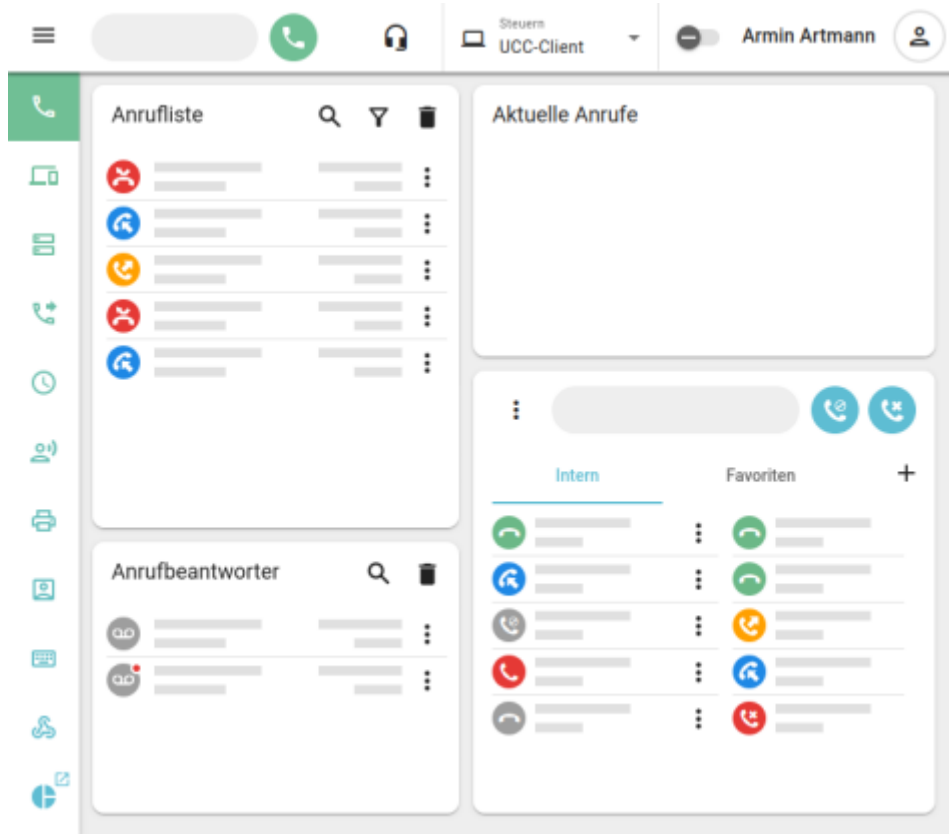 Steuern
UCC-Client
Armin Artmann
Anrufliste
Aktuelle Anrufe
Intern
Favoriten
Anrufbeantworter